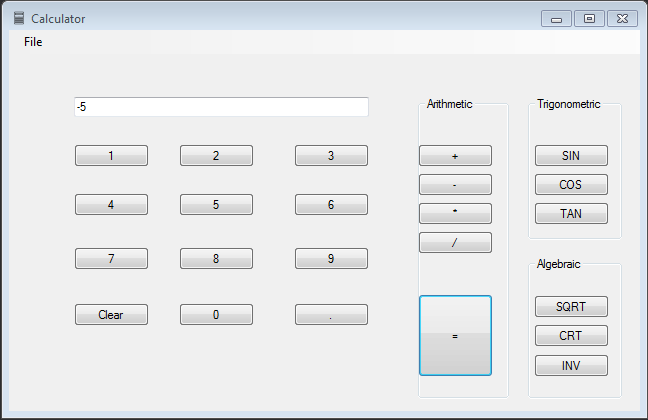 Calculator
File
-5
Arithmetic
Trigonometric
1 2 3 + SIN
- COS
4 5 6 * TAN
/
7 8 9 Algebraic
Clear 0 . SQRT
= CRT
INV